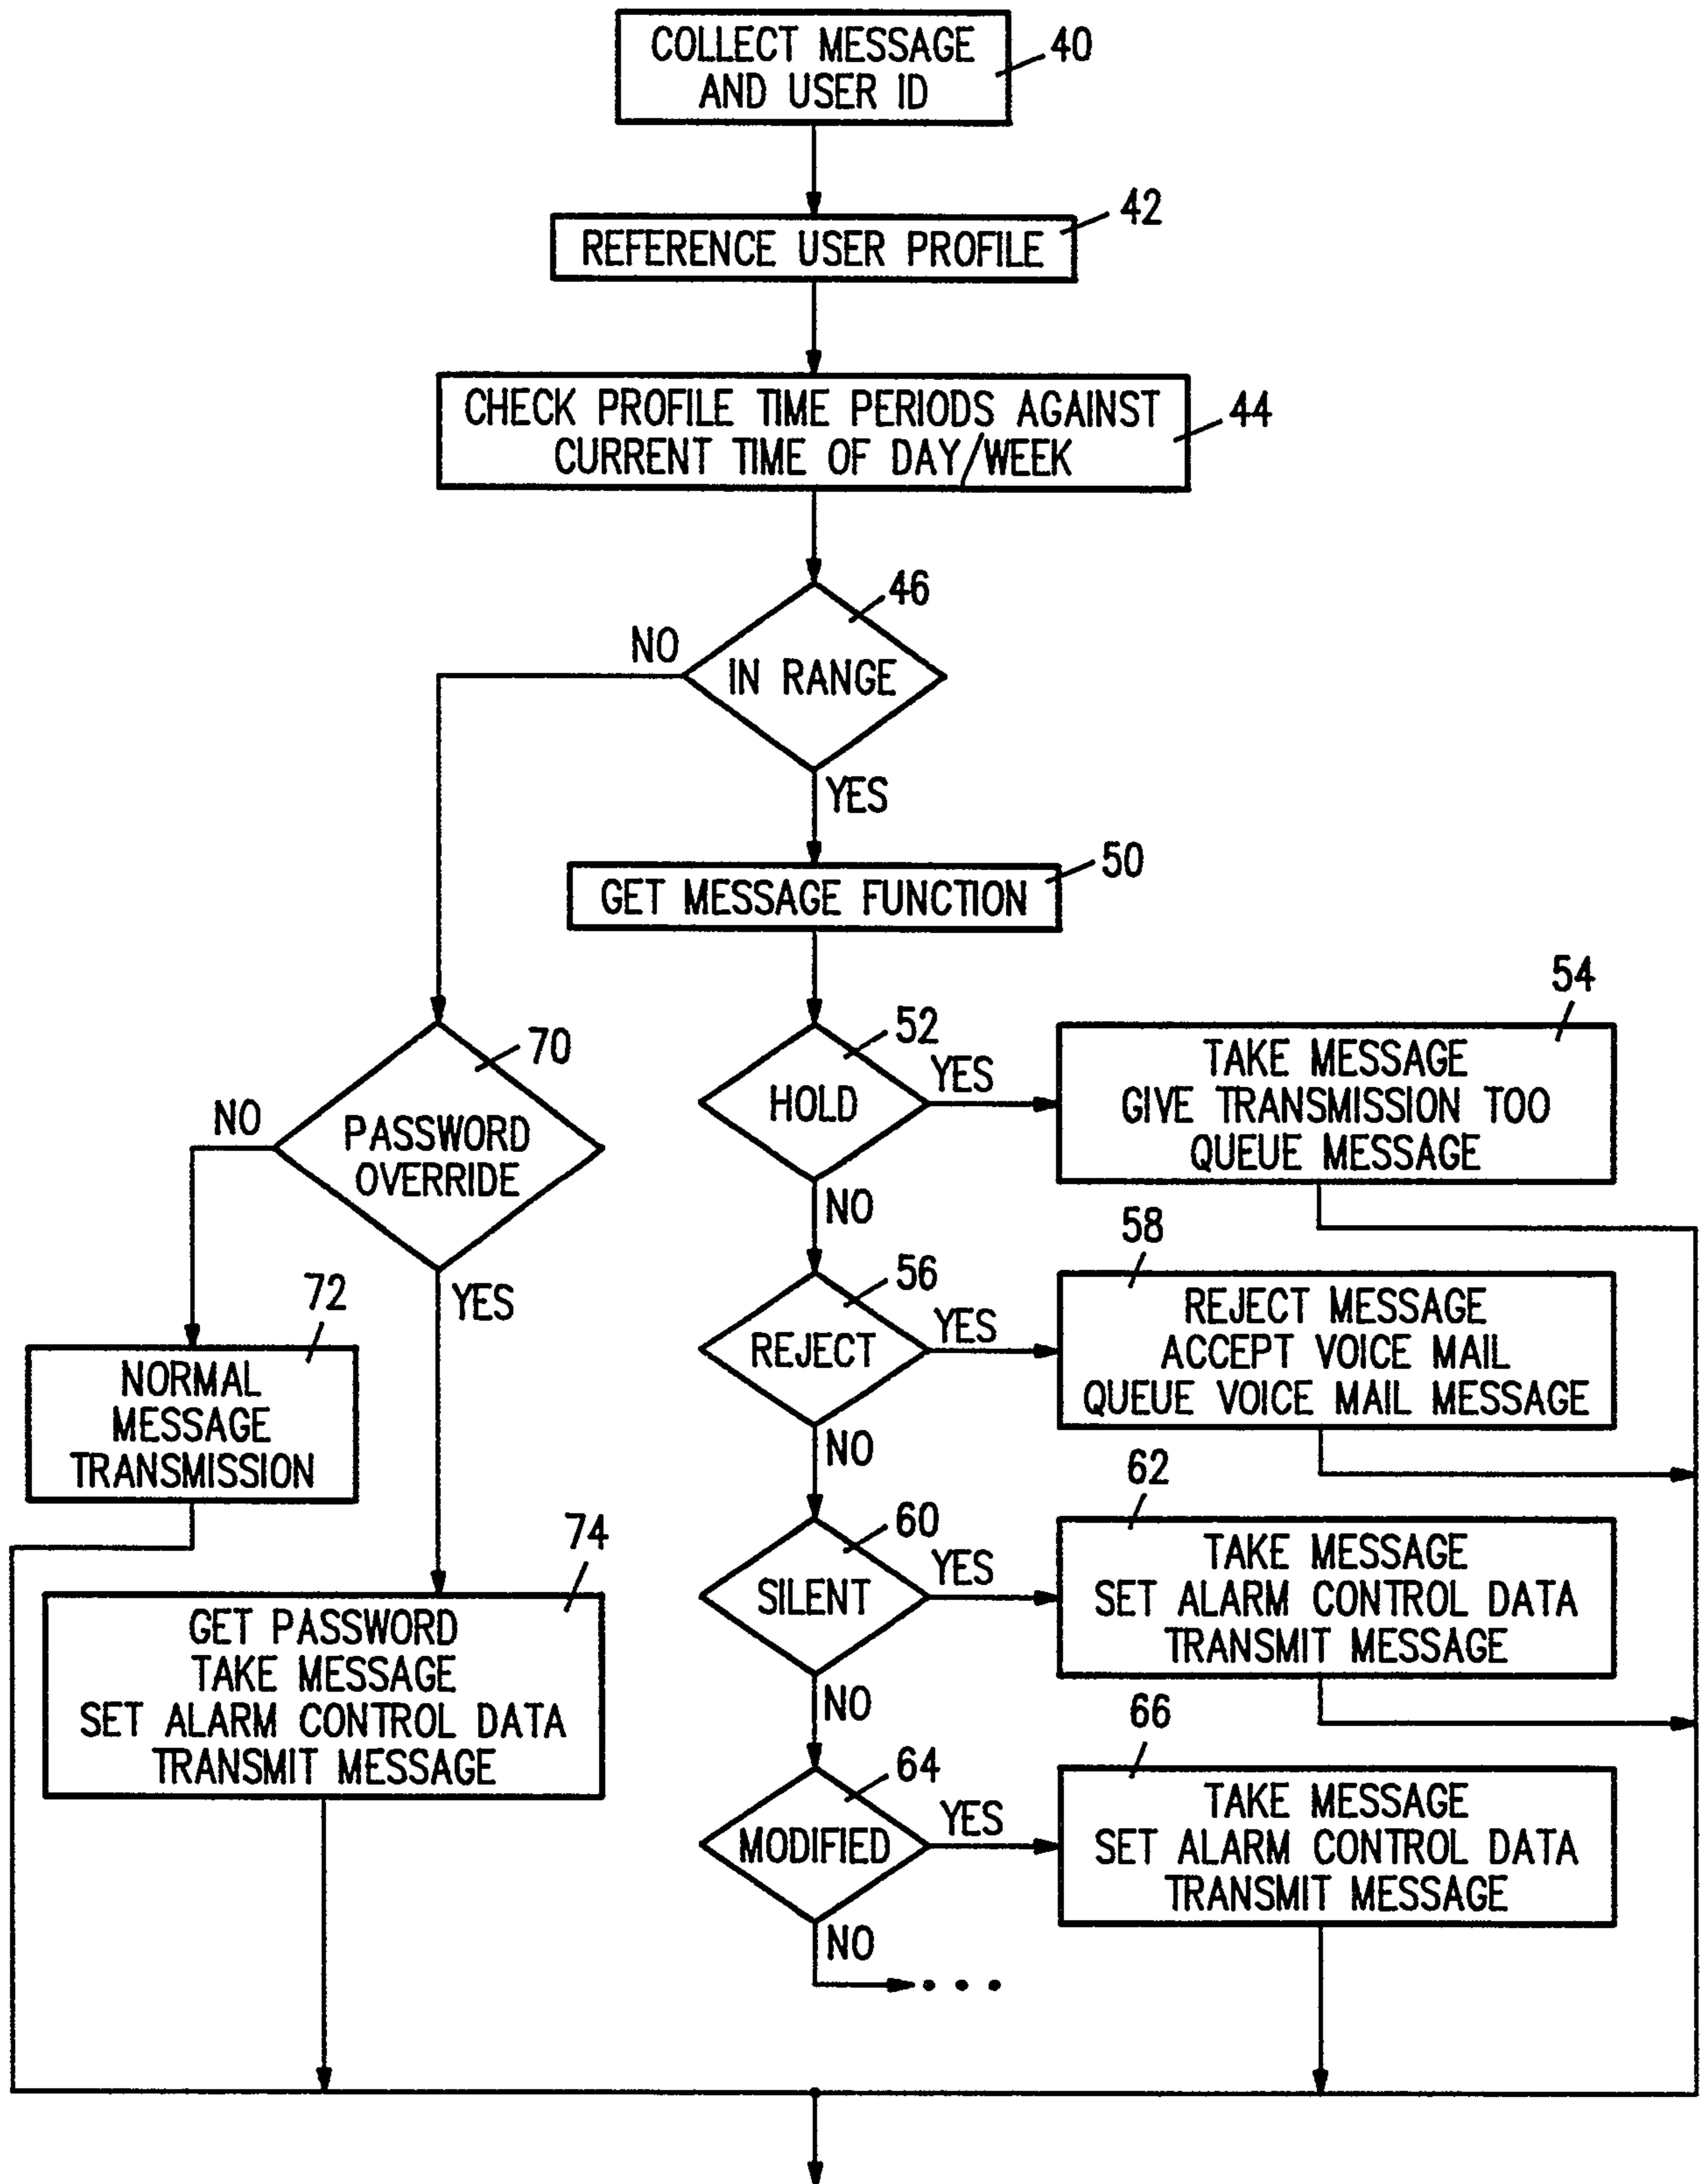 COLLECT MESSAGE
AND USER ID
40
REFERENCE USER PROFILE
42
CHECK PROFILE TIME PERIODS AGAINST
CURRENT TIME OF DAY/WEEK
44
46
NO
IN RANGE
YES
GET MESSAGE FUNCTION
50
52
HOLD
YES
NO
54
TAKE MESSAGE
GIVE TRANSMISSION TOO
QUEUE MESSAGE
70
NO
PASSWORD
OVERRIDE
YES
56
REJECT
YES
NO
58
REJECT MESSAGE
ACCEPT VOICE MAIL
QUEUE VOICE MAIL MESSAGE
72
NORMAL
MESSAGE
TRANSMISSION
60
SILENT
YES
NO
62
TAKE MESSAGE
SET ALARM CONTROL DATA
TRANSMIT MESSAGE
74
GET PASSWORD
TAKE MESSAGE
SET ALARM CONTROL DATA
TRANSMIT MESSAGE
64
MODIFIED
YES
NO
• • •
66
TAKE MESSAGE
SET ALARM CONTROL DATA
TRANSMIT MESSAGE